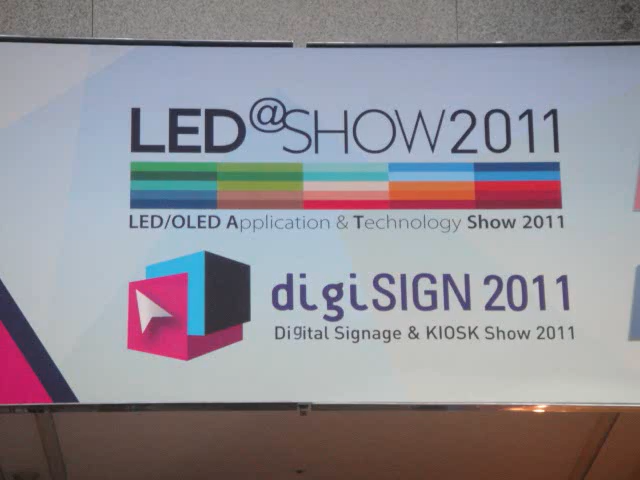 LED@SHOW2011
LED/OLED Application & Technology Show 2011
digiSIGN 2011
Digital Signage & KIOSK Show 2011